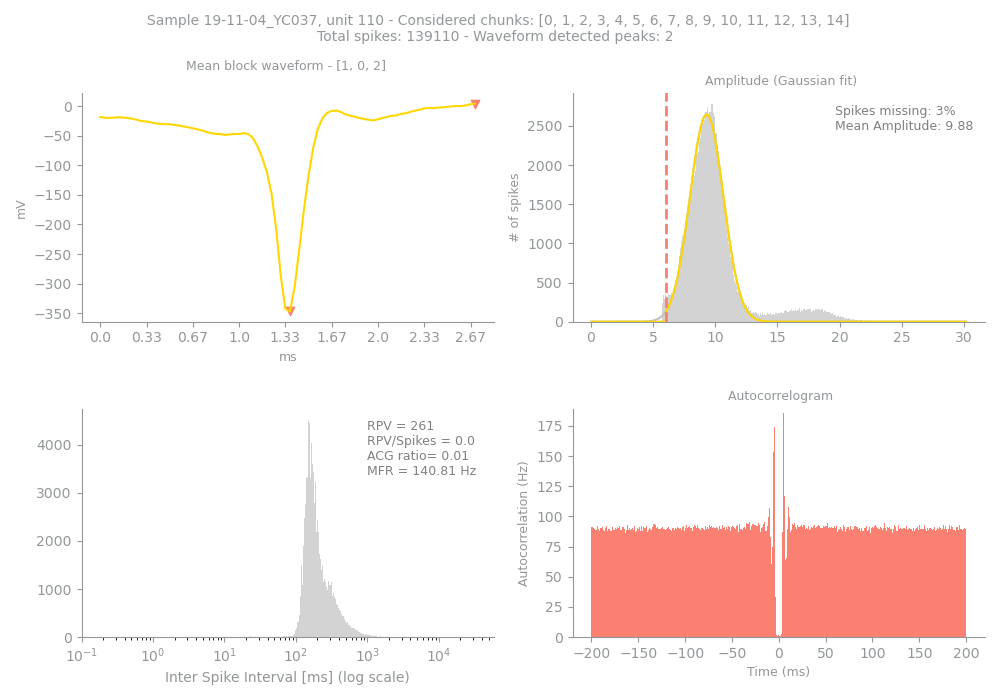 Sample 19-11-04_YC037, unit 110 - Considered chunks: [0, 1, 2, 3, 4, 5, 6, 7, 8, 9, 10, 11, 12, 13, 14]
Total spikes: 139110 - Waveform detected peaks: 2
Mean block waveform - [1, 0, 2]
0
−50
−100
−150
−200
−250
−300
−350
mV
0.0 0.33 0.67 1.0 1.33 1.67 2.0 2.33 2.67
ms
Amplitude (Gaussian fit)
Spikes missing: 3%
Mean Amplitude: 9.88
2500
2000
1500
1000
500
0
# of spikes
0 5 10 15 20 25 30
RPV = 261
RPV/Spikes = 0.0
ACG ratio= 0.01
MFR = 140.81 Hz
4000
3000
2000
1000
0
10⁻¹ 10⁰ 10¹ 10² 10³ 10⁴
Inter Spike Interval [ms] (log scale)
Autocorrelogram
175
150
125
100
75
50
25
0
Autocorrelation (Hz)
−200 −150 −100 −50 0 50 100 150 200
Time (ms)